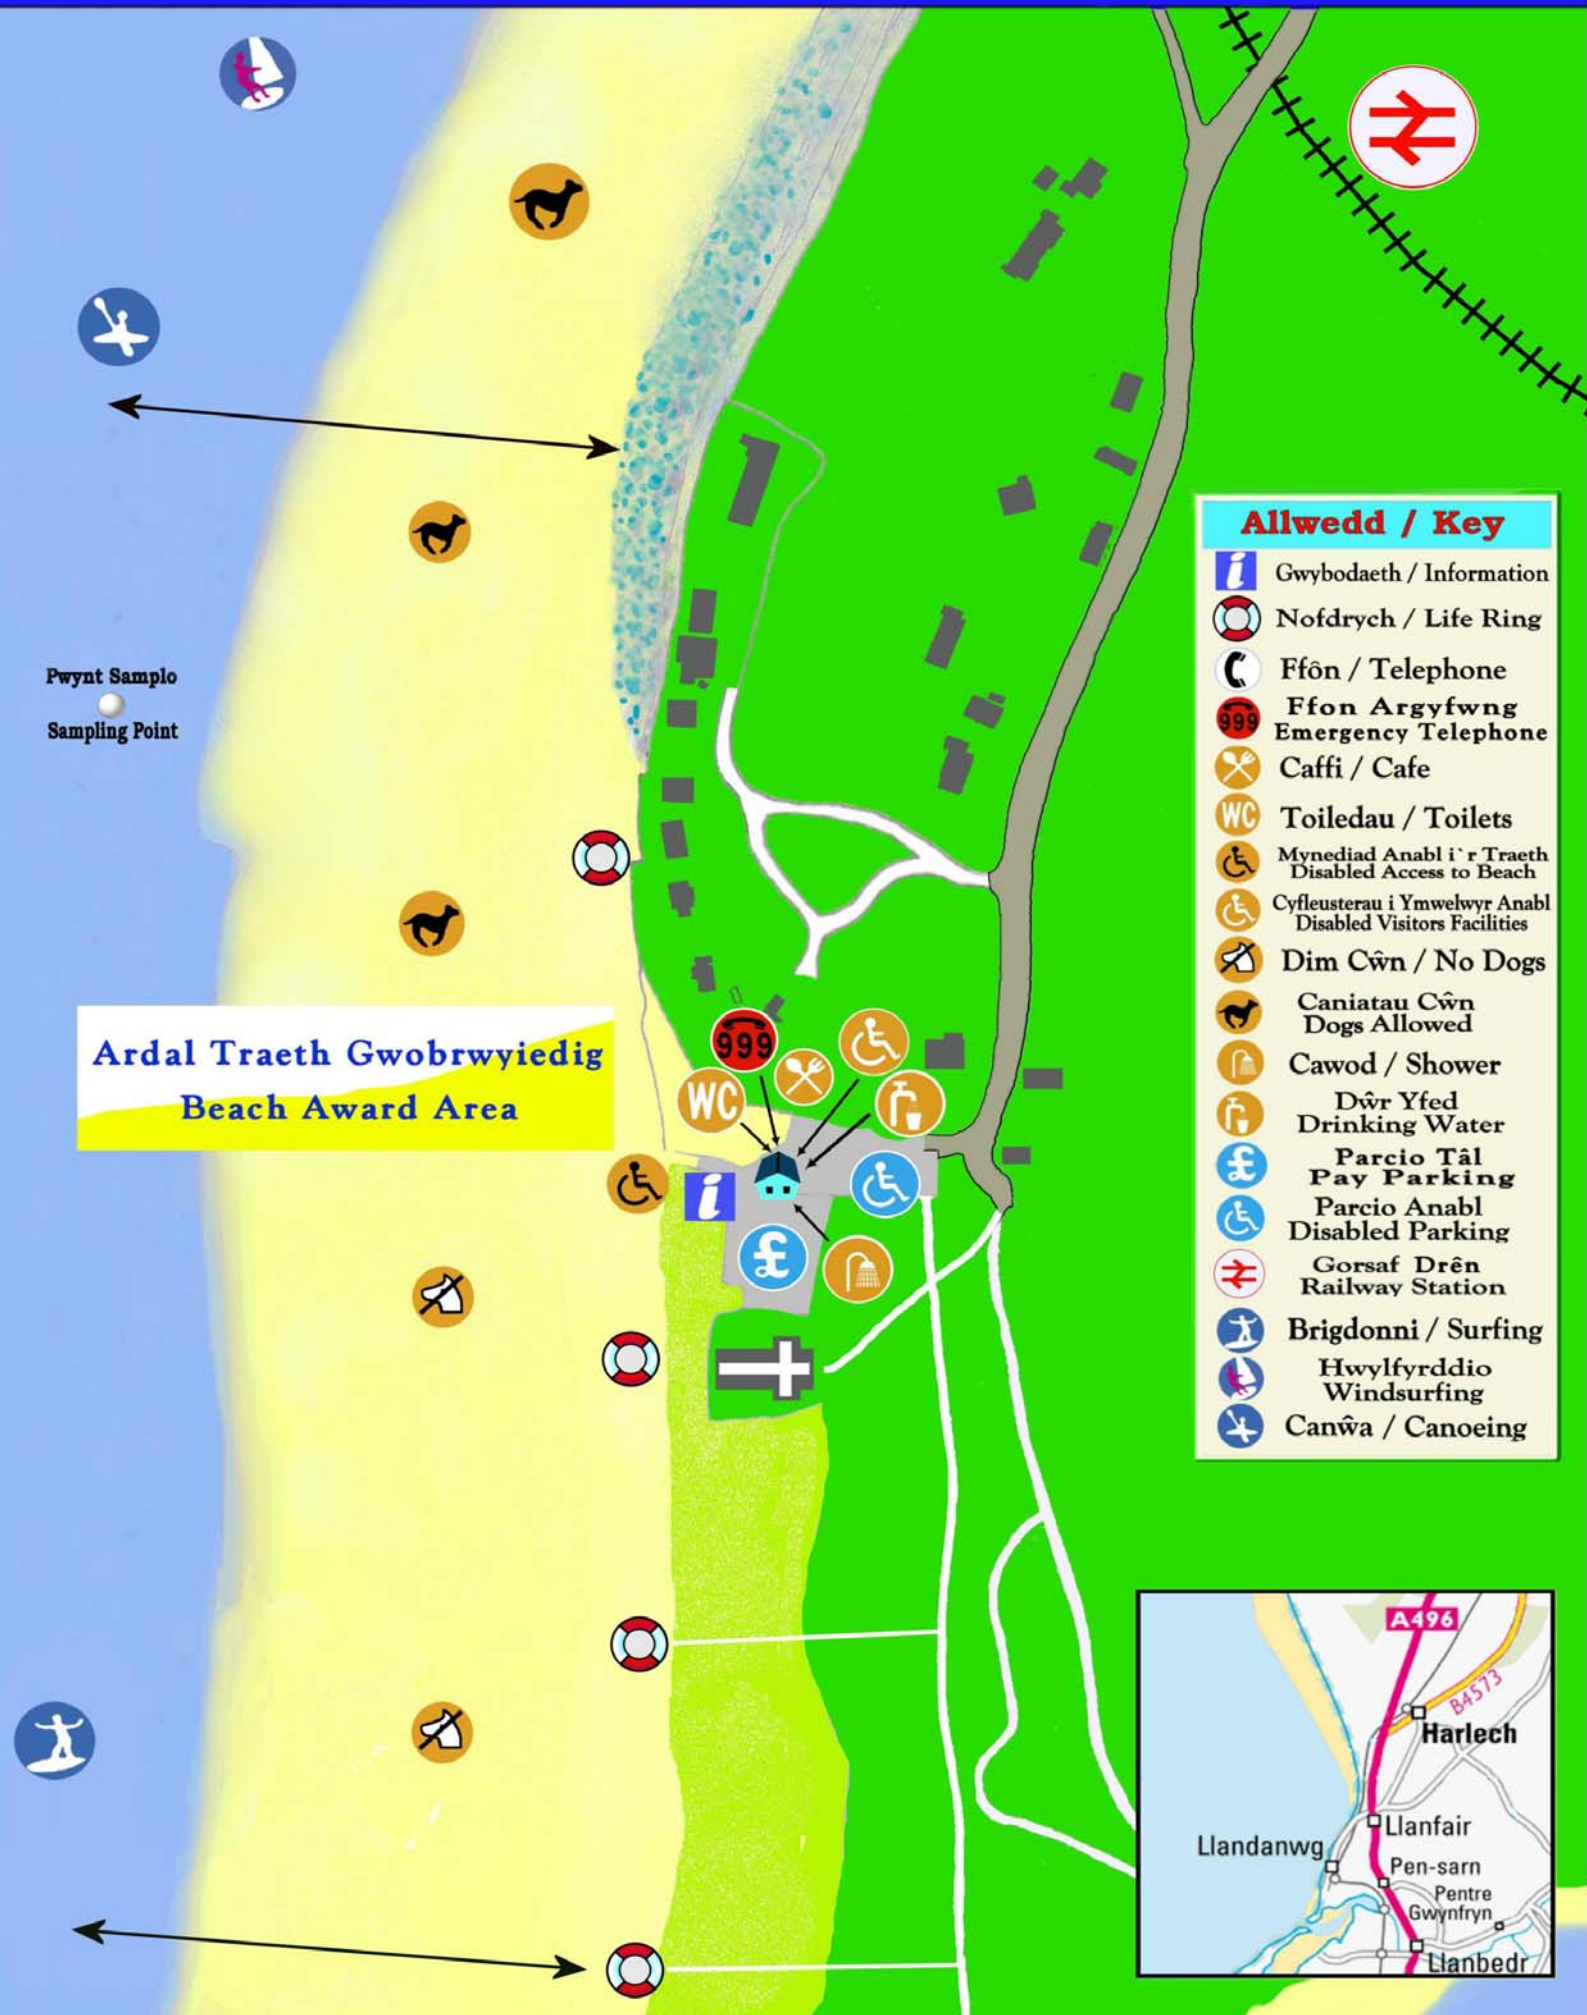 Pwynt Samplo
Sampling Point
Ardal Traeth Gwobrwyiedig
Beach Award Area
999
WC
i
£
Allwedd / Key
i Gwybodaeth / Information
Nofdrych / Life Ring
Ffôn / Telephone
999 Ffon Argyfwng
Emergency Telephone
Caffi / Cafe
WC Toiledau / Toilets
Mynediad Anabl i`r Traeth
Disabled Access to Beach
Cyfleusterau i Ymwelwyr Anabl
Disabled Visitors Facilities
Dim Cŵn / No Dogs
Caniatau Cŵn
Dogs Allowed
Cawod / Shower
Dŵr Yfed
Drinking Water
£ Parcio Tâl
Pay Parking
Parcio Anabl
Disabled Parking
Gorsaf Drên
Railway Station
Brigdonni / Surfing
Hwylfyrddio
Windsurfing
Canŵa / Canoeing
A496
B4573
Harlech
Llanfair
Llandanwg
Pen-sarn
Pentre
Gwynfryn
Llanbedr